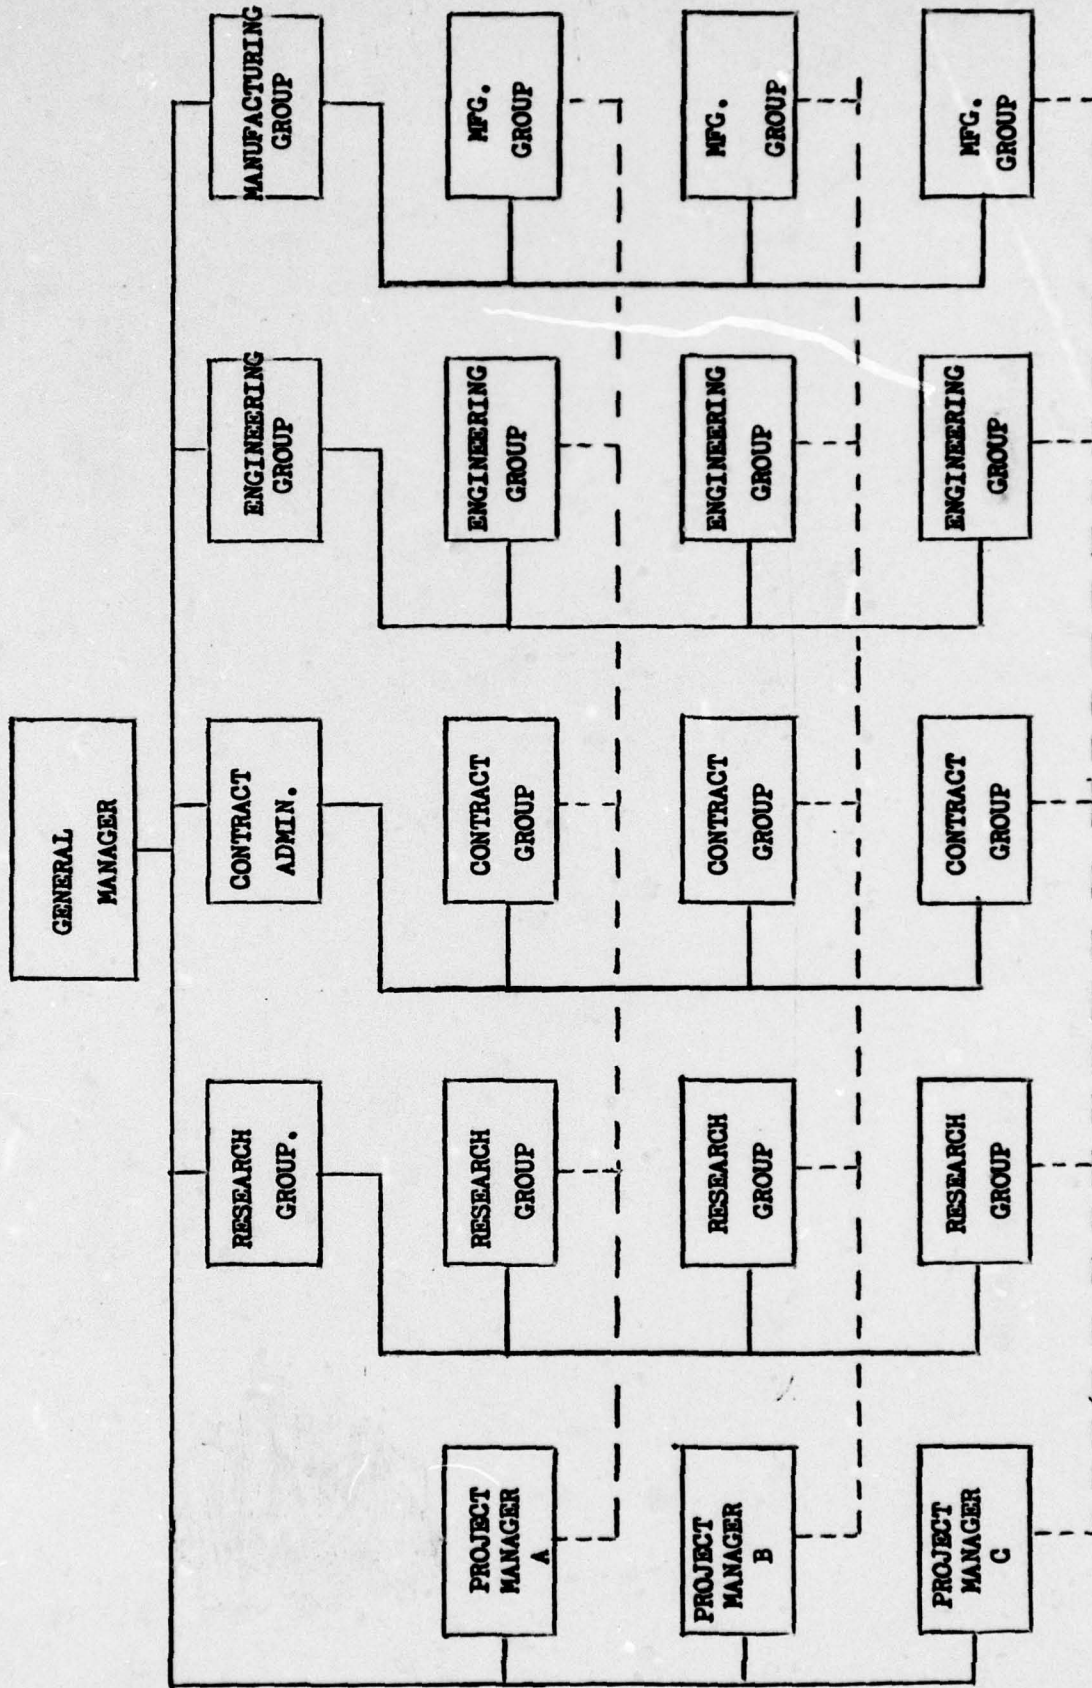 GENERAL
MANAGER
RESEARCH
GROUP.
CONTRACT
ADMIN.
ENGINEERING
GROUP
MANUFACTURING
GROUP
PROJECT
MANAGER
A
RESEARCH
GROUP
CONTRACT
GROUP
ENGINEERING
GROUP
MFG.
GROUP
PROJECT
MANAGER
B
RESEARCH
GROUP
CONTRACT
GROUP
ENGINEERING
GROUP
MFG.
GROUP
PROJECT
MANAGER
C
RESEARCH
GROUP
CONTRACT
GROUP
ENGINEERING
GROUP
MFG.
GROUP